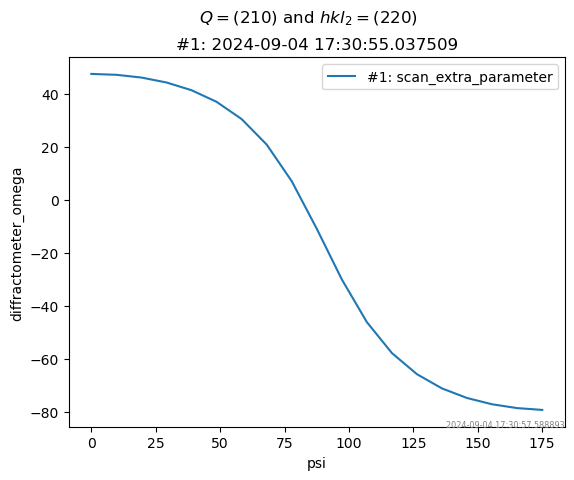 Q = (210) and hkl₂ = (220)
#1: 2024-09-04 17:30:55.037509
#1: scan_extra_parameter
40
20
0
−20
−40
−60
−80
diffractometer_omega
2024-09-04 17:30:57.588893
0 25 50 75 100 125 150 175
psi